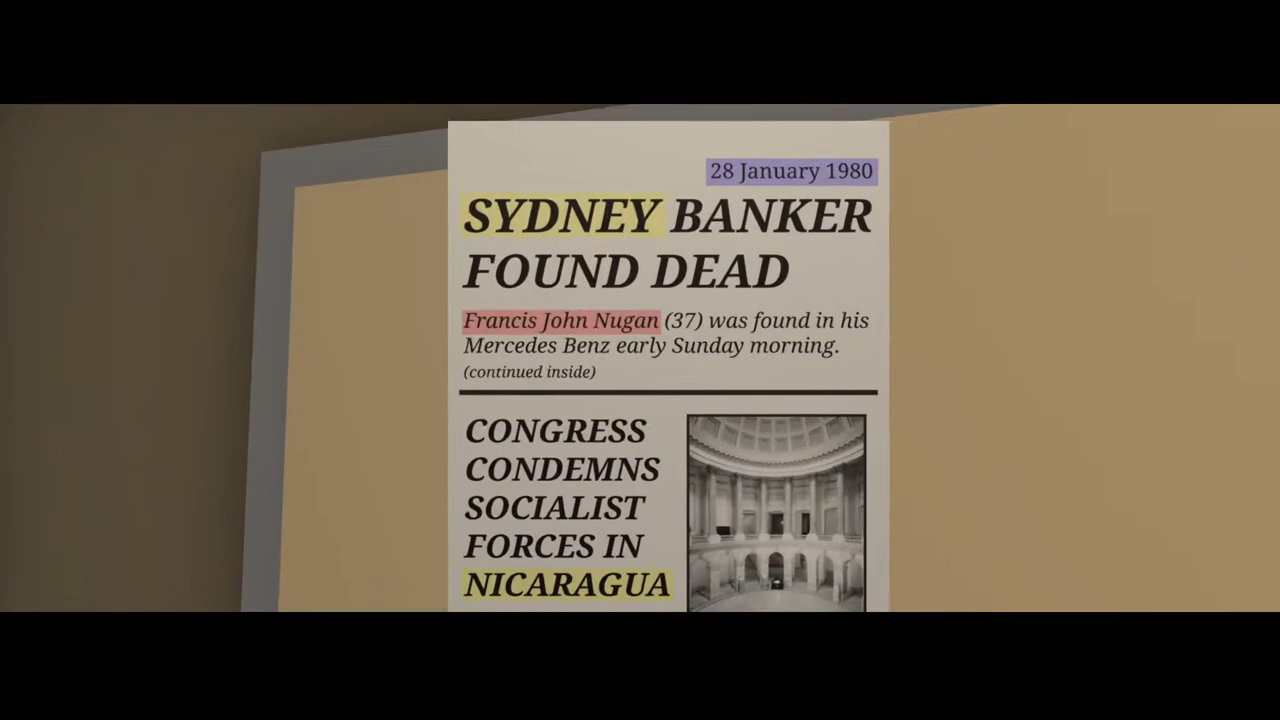 28 January 1980
SYDNEY BANKER
FOUND DEAD
Francis John Nugan (37) was found in his
Mercedes Benz early Sunday morning.
(continued inside)
CONGRESS
CONDEMNS
SOCIALIST
FORCES IN
NICARAGUA